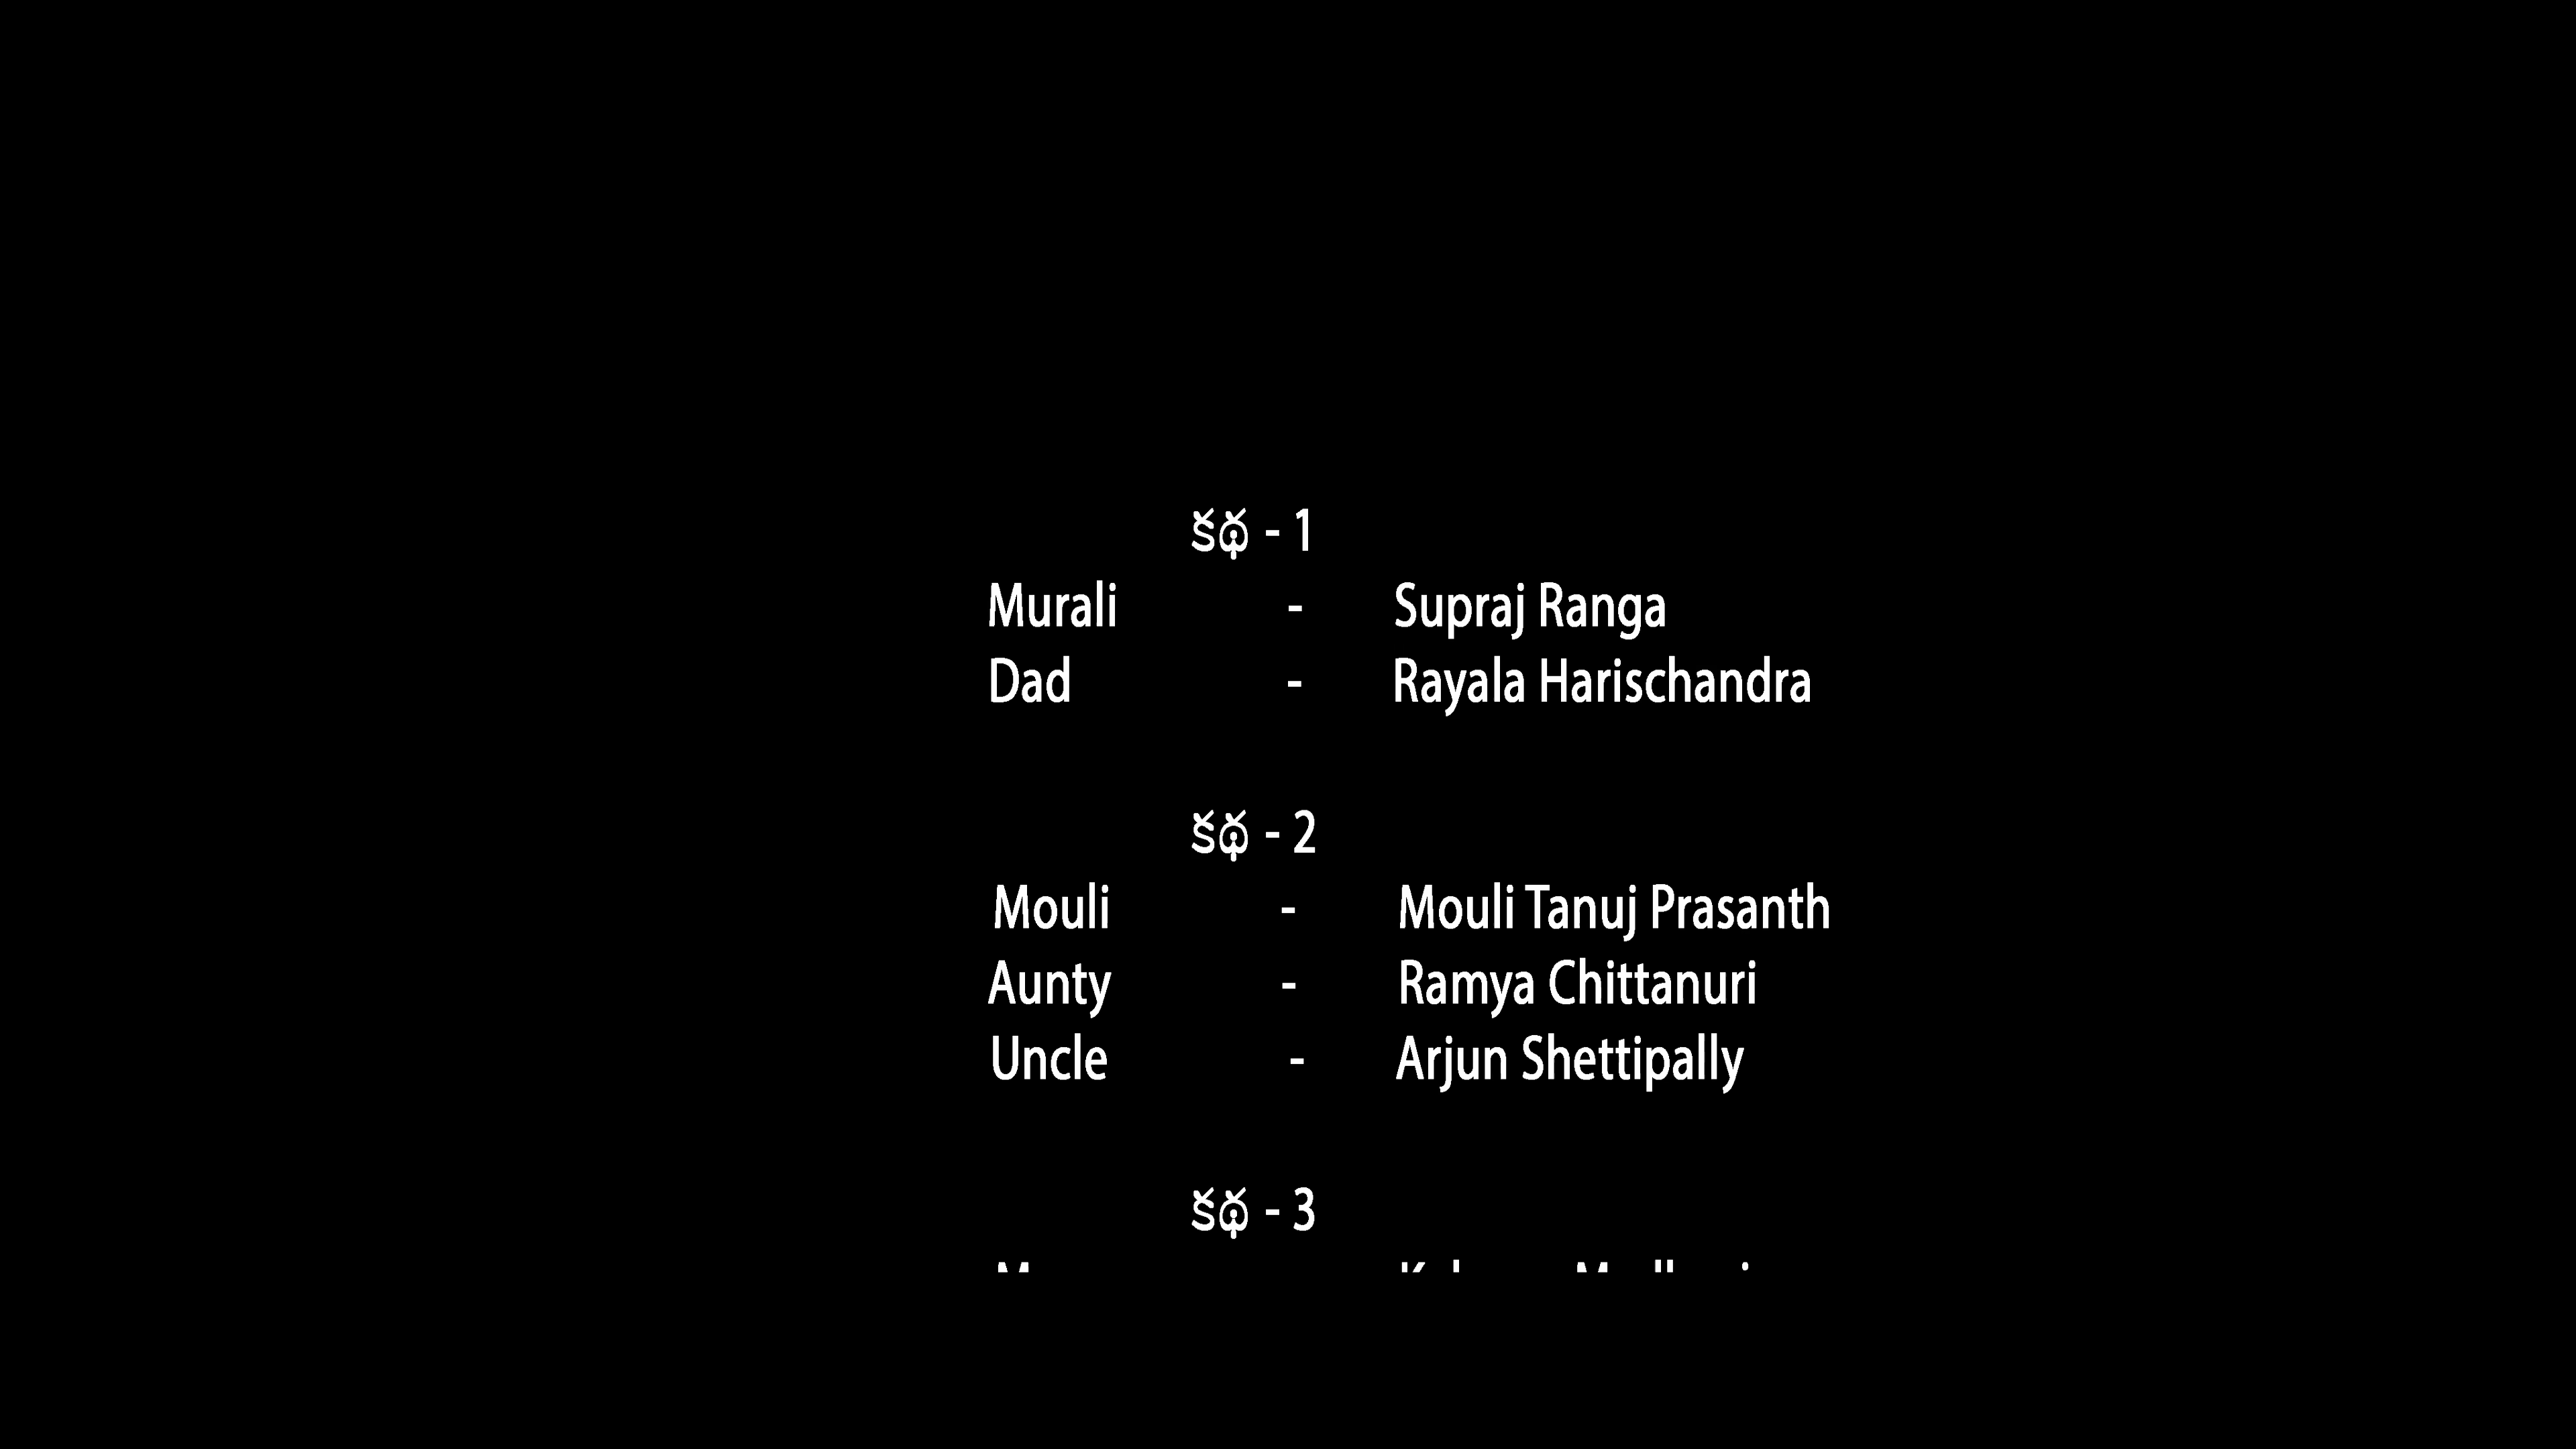 కథ - 1
Murali - Supraj Ranga
Dad - Rayala Harischandra
కథ - 2
Mouli - Mouli Tanuj Prasanth
Aunty - Ramya Chittanuri
Uncle - Arjun Shettipally
కథ - 3